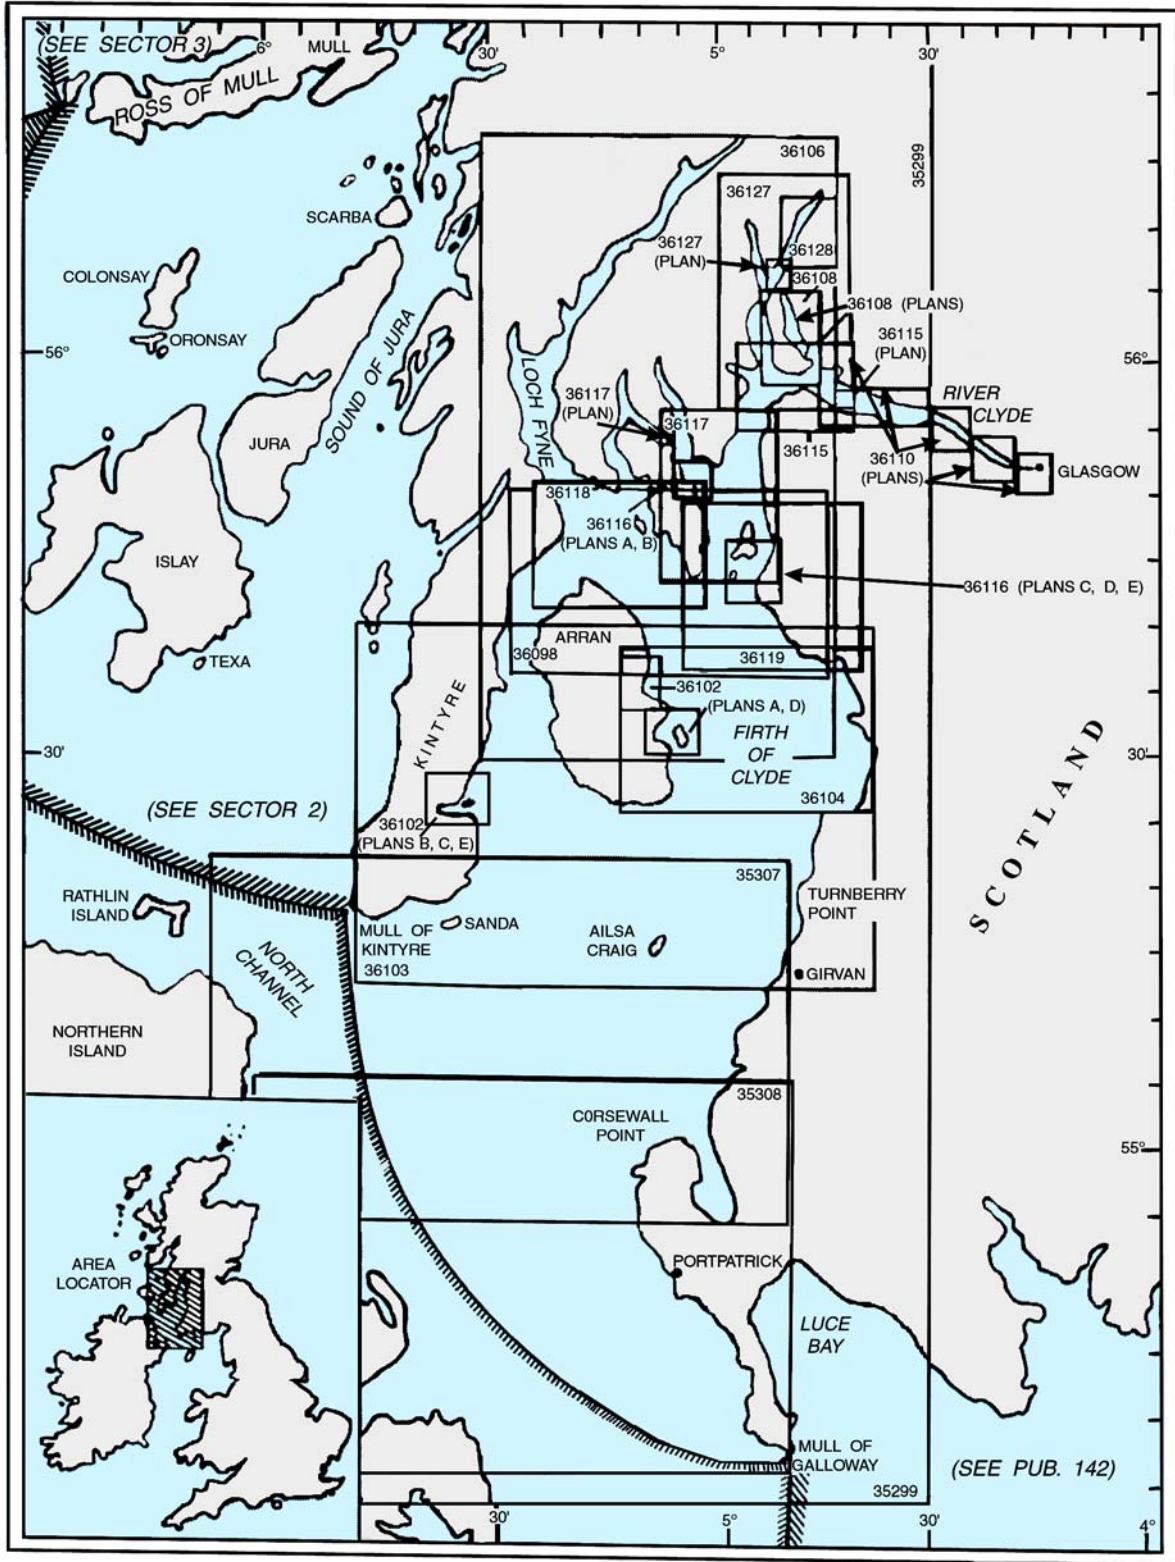 (SEE SECTOR 3)
6°
MULL
30'
5°
30'
ROSS OF MULL
36106
35299
36127
SCARBA
36127
(PLAN)
36128
COLONSAY
36108
36108 (PLANS)
ORONSAY
36115
(PLAN)
56°
56°
SOUND OF JURA
LOCH FYNE
RIVER
CLYDE
36117
(PLAN)
36117
JURA
36115
36110
(PLANS)
GLASGOW
36118
36116
(PLANS A, B)
ISLAY
36116 (PLANS C, D, E)
ARRAN
36098
36119
TEXA
36102
(PLANS A, D)
KINTYRE
FIRTH
OF
CLYDE
30'
30'
SCOTLAND
(SEE SECTOR 2)
36104
36102
(PLANS B, C, E)
35307
RATHLIN
ISLAND
TURNBERRY
POINT
SANDA
MULL OF
KINTYRE
36103
AILSA
CRAIG
NORTH
CHANNEL
GIRVAN
NORTHERN
ISLAND
35308
C0RSEWALL
POINT
55°
AREA
LOCATOR
PORTPATRICK
LUCE
BAY
MULL OF
GALLOWAY
(SEE PUB. 142)
35299
30'
5°
30'
4°